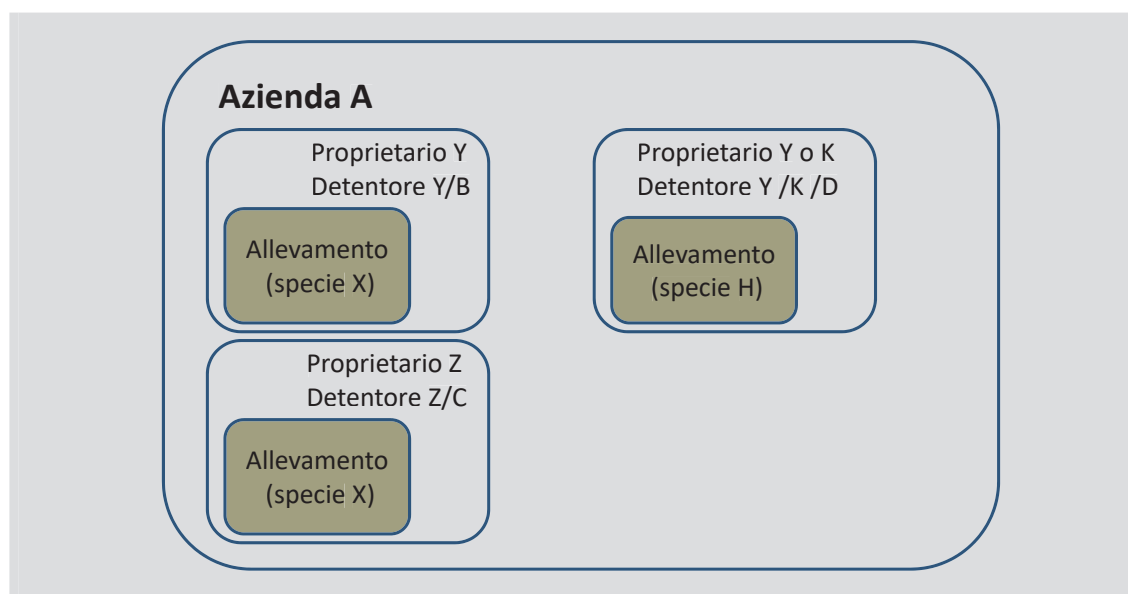 Azienda A
Proprietario Y
Detentore Y/B
Allevamento
(specie X)
Proprietario Y o K
Detentore Y /K /D
Allevamento
(specie H)
Proprietario Z
Detentore Z/C
Allevamento
(specie X)